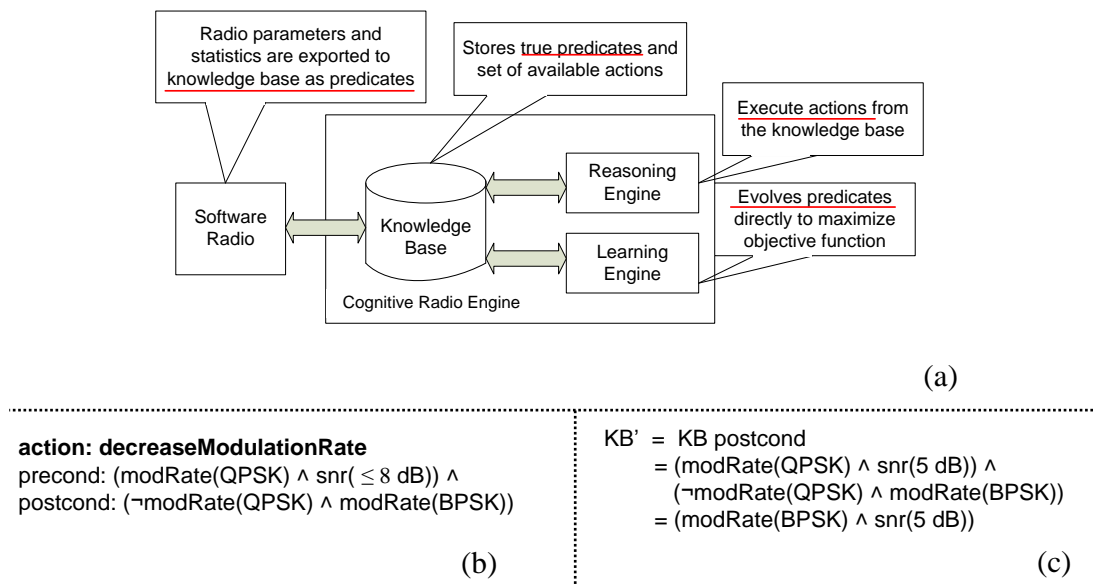 Radio parameters and
statistics are exported to
knowledge base as predicates
Stores true predicates and
set of available actions
Execute actions from
the knowledge base
Evolves predicates
directly to maximize
objective function
Software
Radio
Knowledge
Base
Reasoning
Engine
Learning
Engine
Cognitive Radio Engine
(a)
action: decreaseModulationRate
precond: (modRate(QPSK) ∧ snr( ≤ 8 dB)) ∧
postcond: (¬modRate(QPSK) ∧ modRate(BPSK))
(b)
KB' = KB postcond
= (modRate(QPSK) ∧ snr(5 dB)) ∧
(¬modRate(QPSK) ∧ modRate(BPSK))
= (modRate(BPSK) ∧ snr(5 dB))
(c)